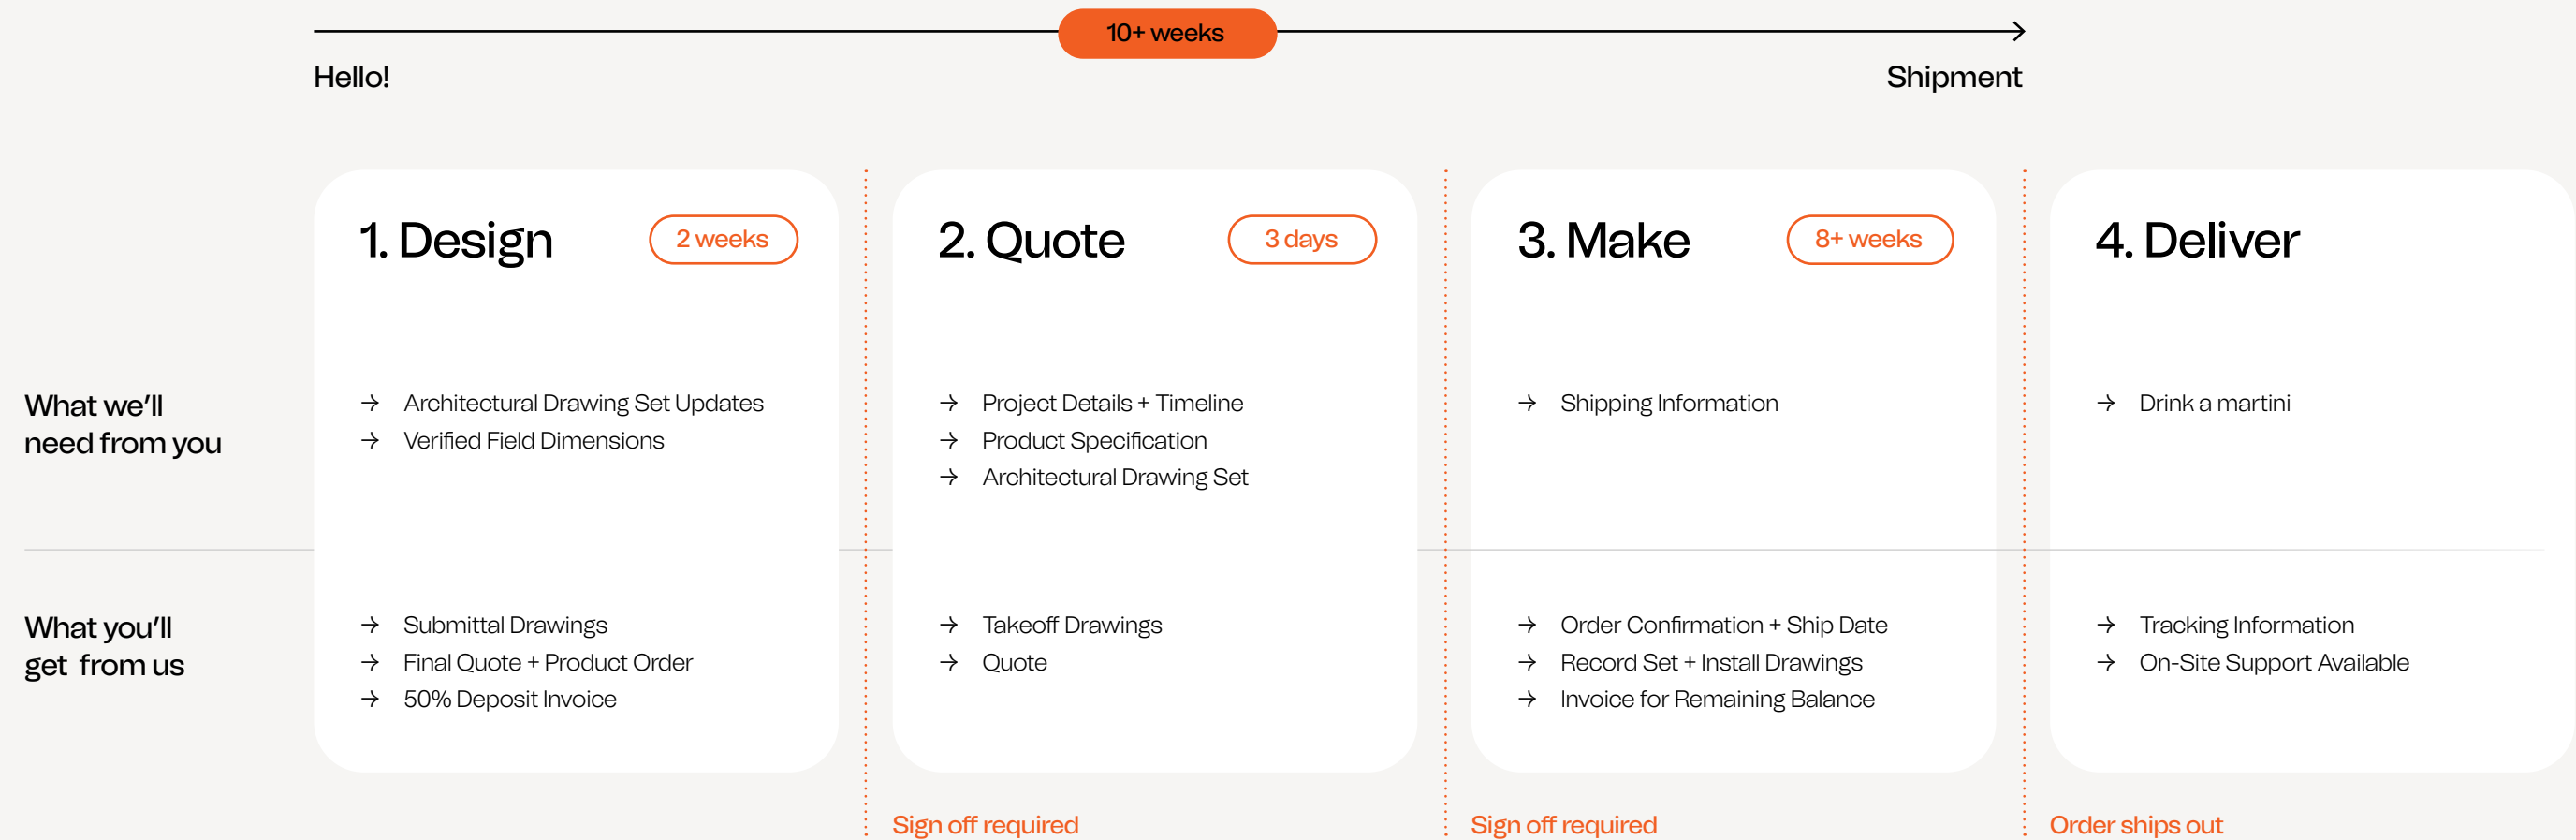 10+ weeks
Hello!
Shipment
1. Design
2 weeks
2. Quote
3 days
3. Make
8+ weeks
4. Deliver
What we'll
need from you
→ Architectural Drawing Set Updates
→ Verified Field Dimensions
→ Project Details + Timeline
→ Product Specification
→ Architectural Drawing Set
→ Shipping Information
→ Drink a martini
What you'll
get from us
→ Submittal Drawings
→ Final Quote + Product Order
→ 50% Deposit Invoice
→ Takeoff Drawings
→ Quote
→ Order Confirmation + Ship Date
→ Record Set + Install Drawings
→ Invoice for Remaining Balance
→ Tracking Information
→ On-Site Support Available
Sign off required
Sign off required
Order ships out